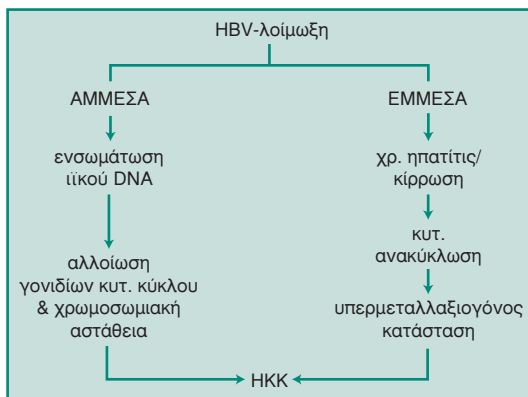 HBV-λοίμωξη
ΑΜΜΕΣΑ
ενσωμάτωση
ιϊκού DNA
αλλοίωση
γονιδίων κυτ. κύκλου
& χρωμοσωμιακή
αστάθεια
ΕΜΜΕΣΑ
χρ. ηπατίτις/
κίρρωση
κυτ.
ανακύκλωση
υπερμεταλλαξιογόνος
κατάσταση
ΗΚΚ